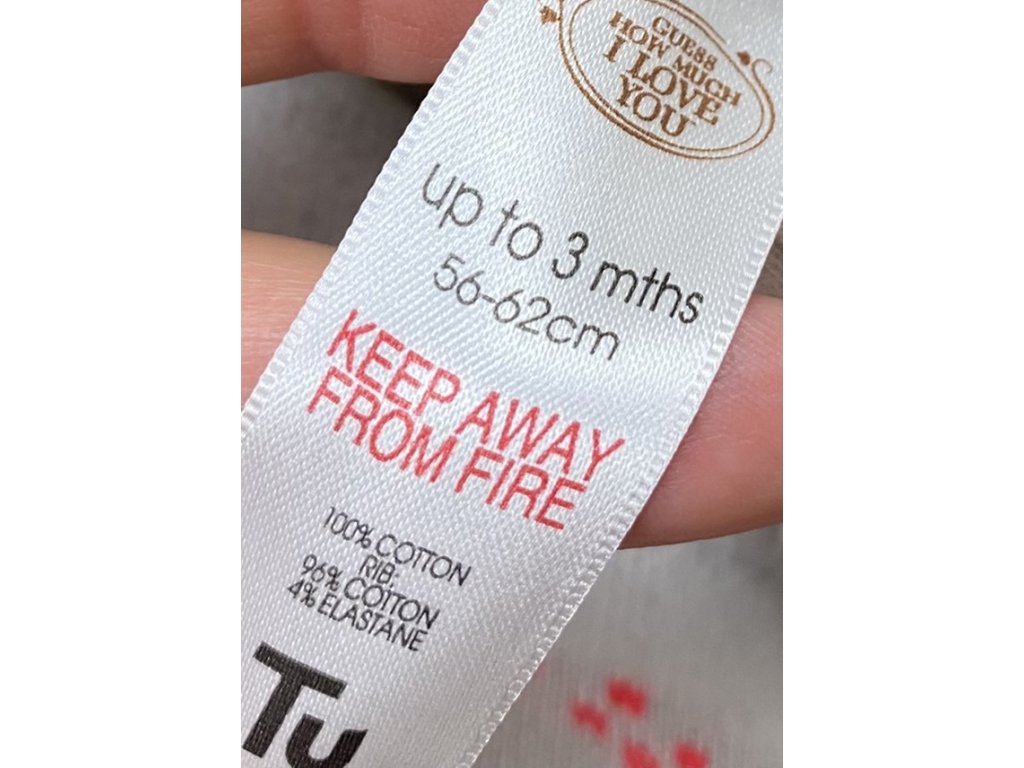 GUESS
HOW MUCH
I LOVE
YOU
up to 3 mths
56-62cm
KEEP AWAY
FROM FIRE
100% COTTON
RIB:
96% COTTON
4% ELASTANE
Tu